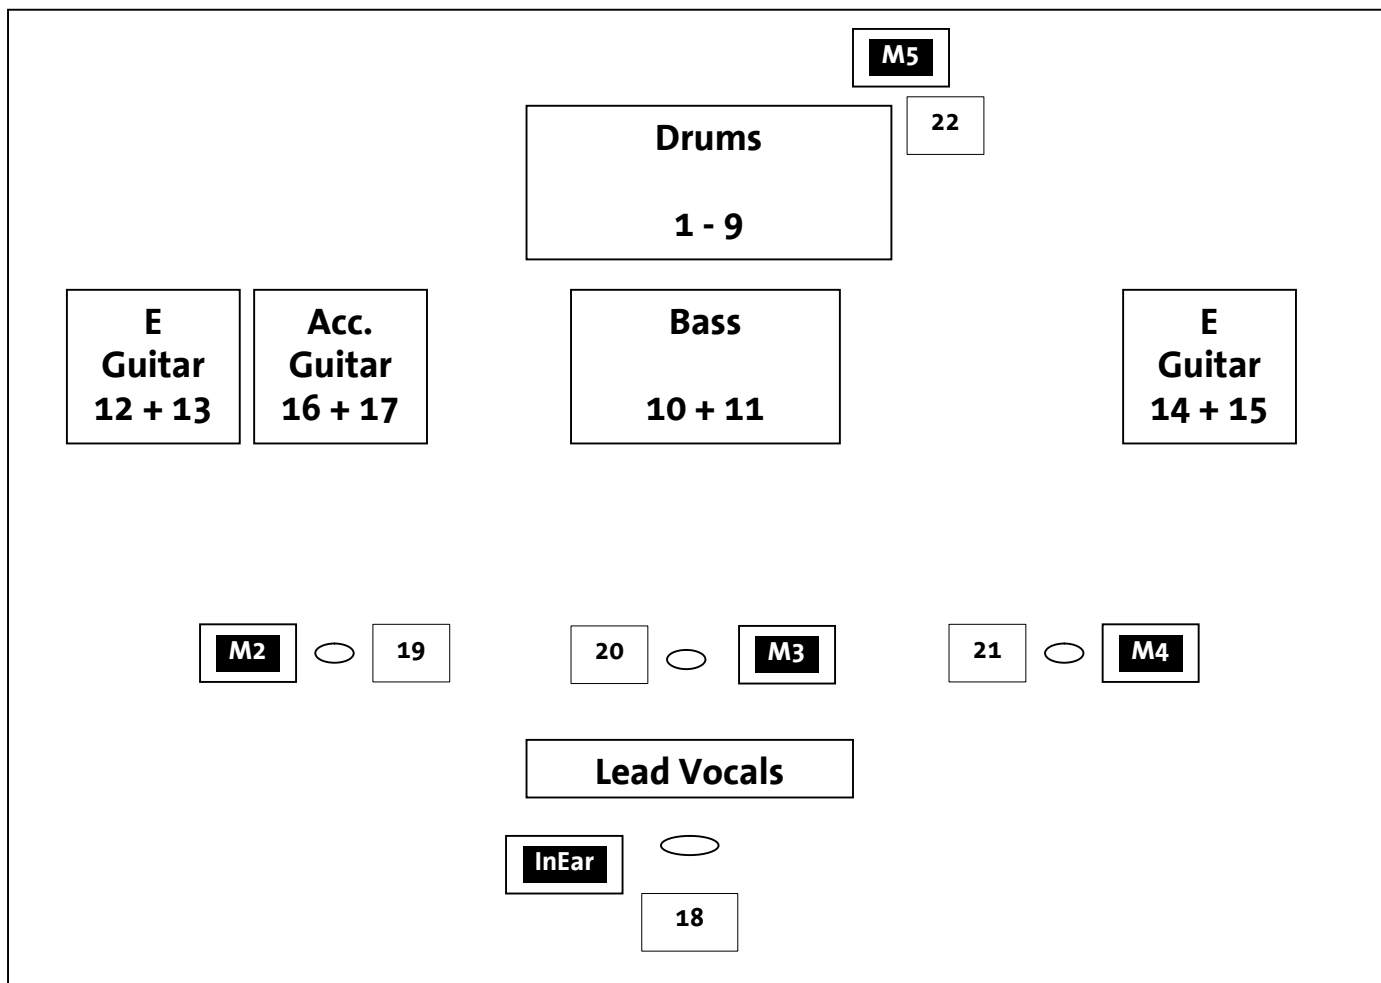 M5
22
Drums
1 - 9
E
Guitar
12 + 13
Acc.
Guitar
16 + 17
Bass
10 + 11
E
Guitar
14 + 15
M2
19
20
M3
21
M4
Lead Vocals
InEar
18